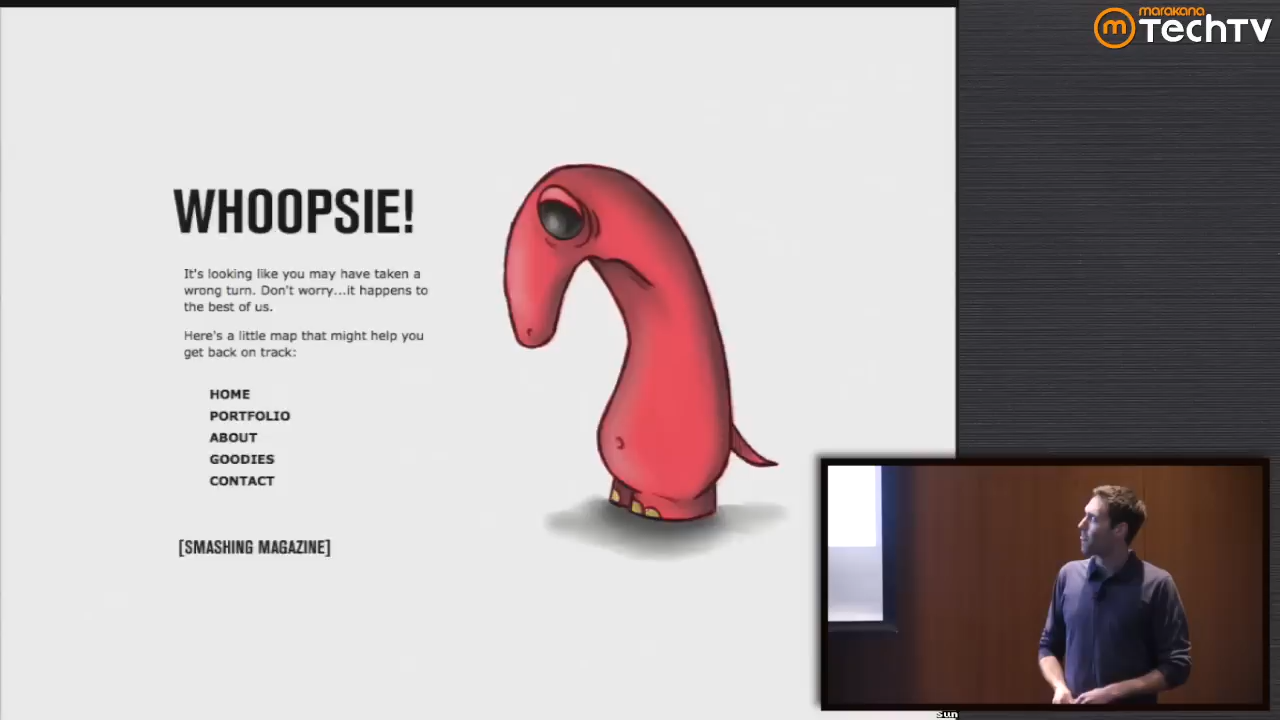 marakana
m TechTV
WHOOPSIE!
It's looking like you may have taken a
wrong turn. Don't worry...it happens to
the best of us.
Here's a little map that might help you
get back on track:
HOME
PORTFOLIO
ABOUT
GOODIES
CONTACT
[SMASHING MAGAZINE]
sun